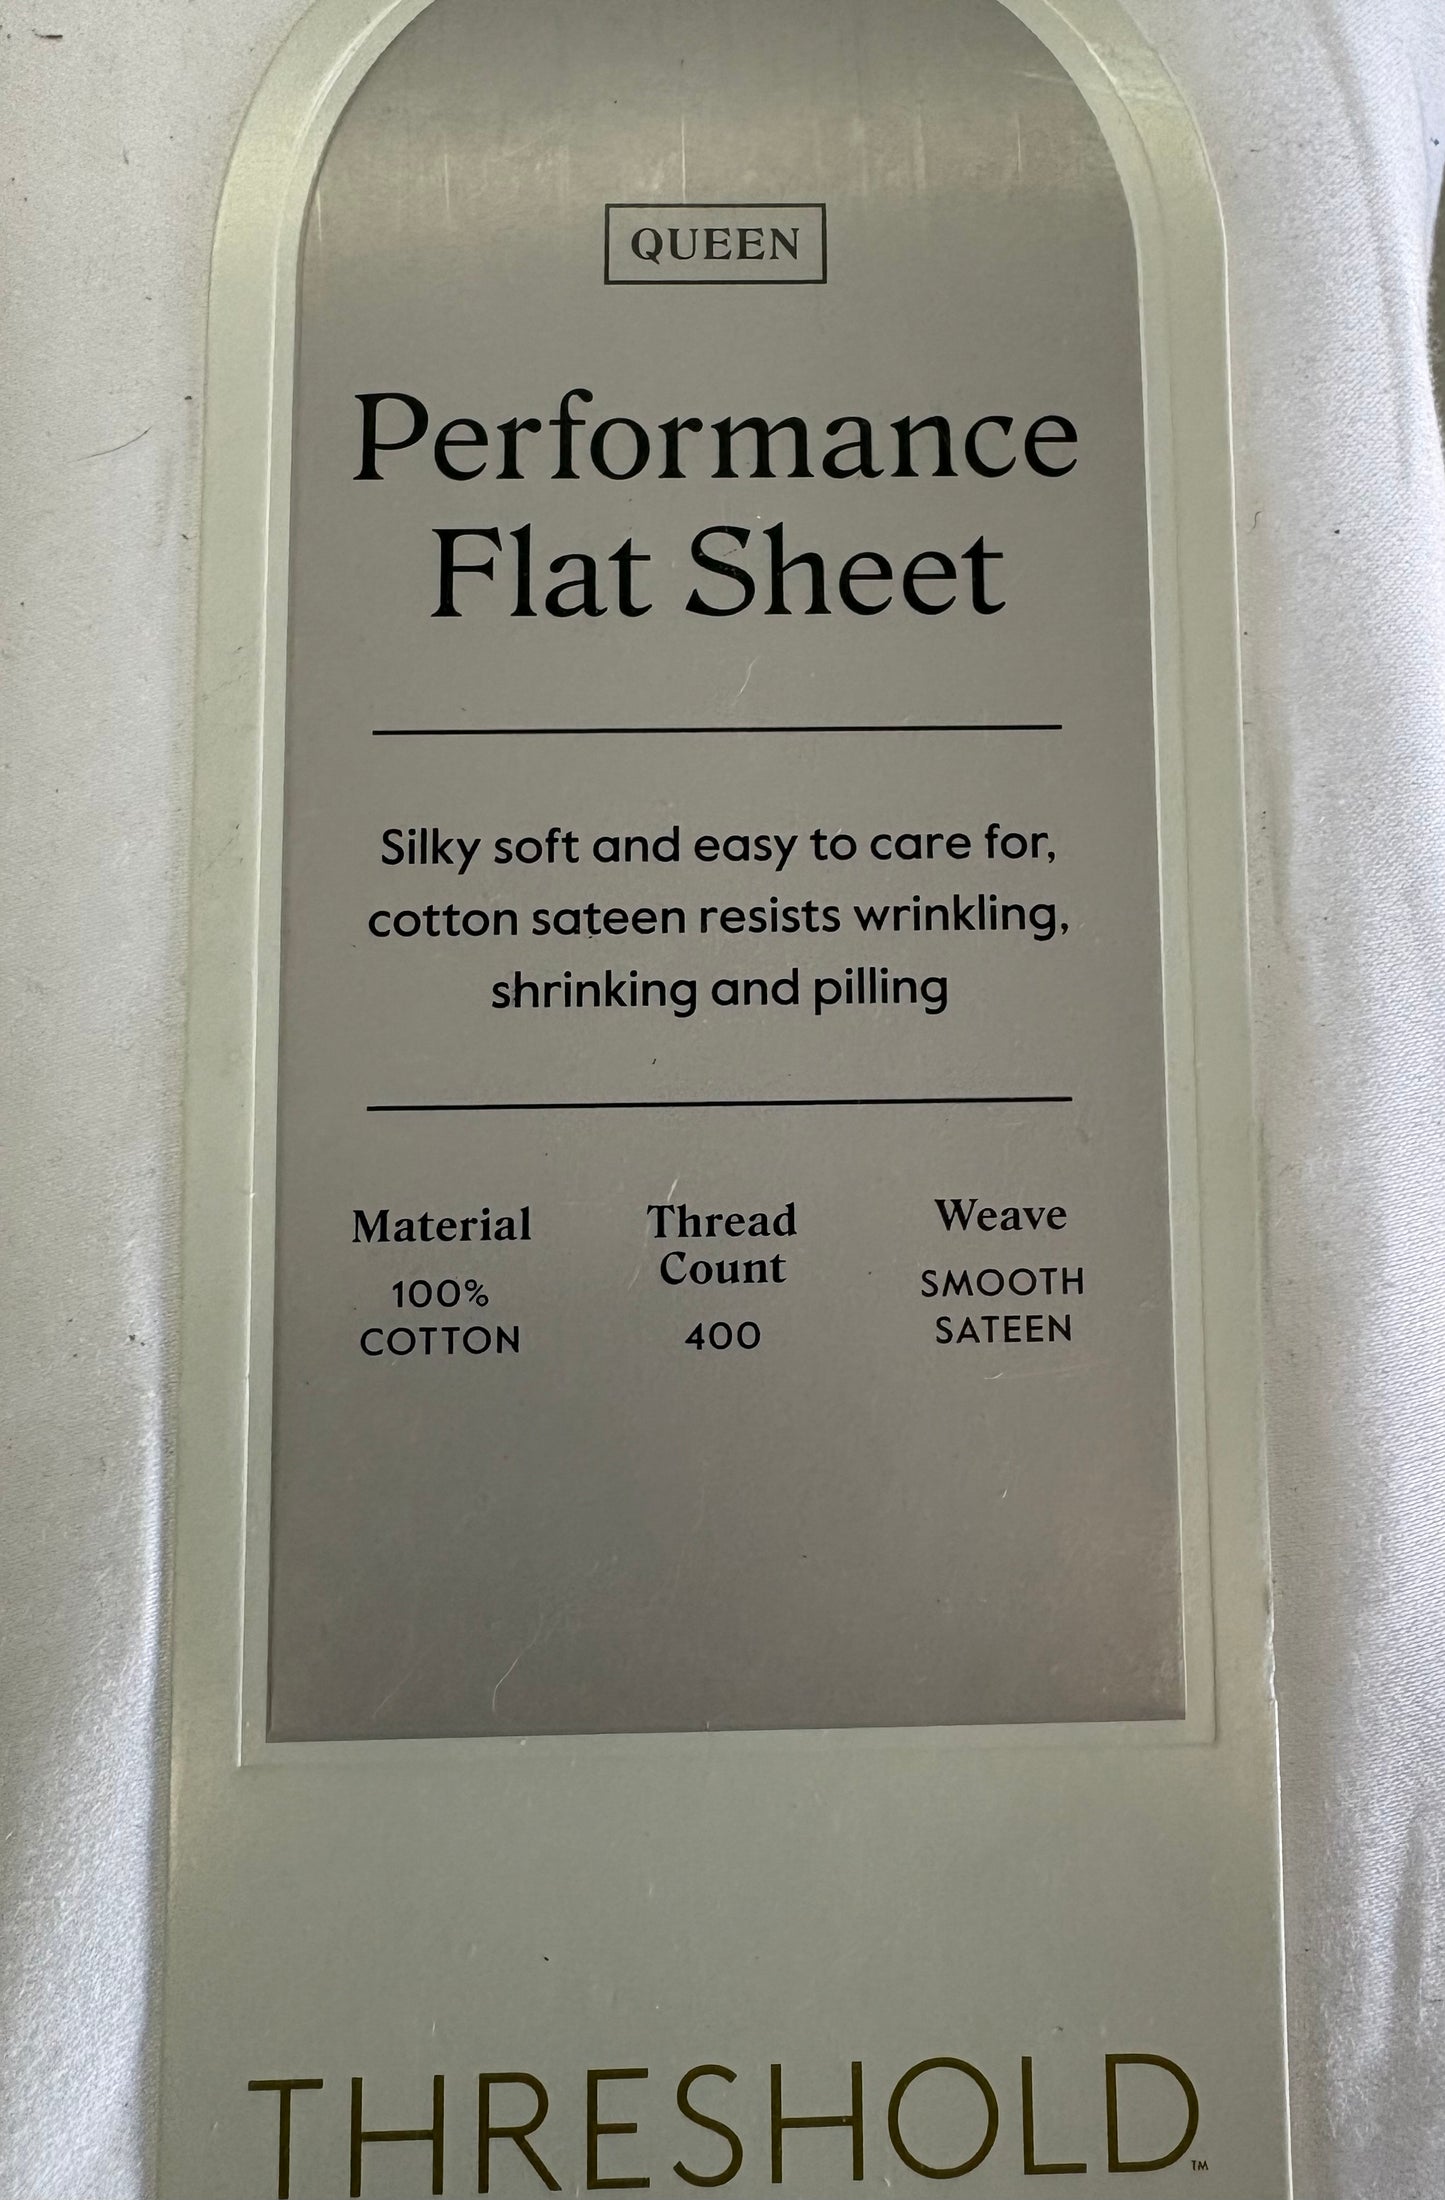 QUEEN
Performance
Flat Sheet
Silky soft and easy to care for,
cotton sateen resists wrinkling,
shrinking and pilling
Material
100%
COTTON
Thread
Count
400
Weave
SMOOTH
SATEEN
THRESHOLD™